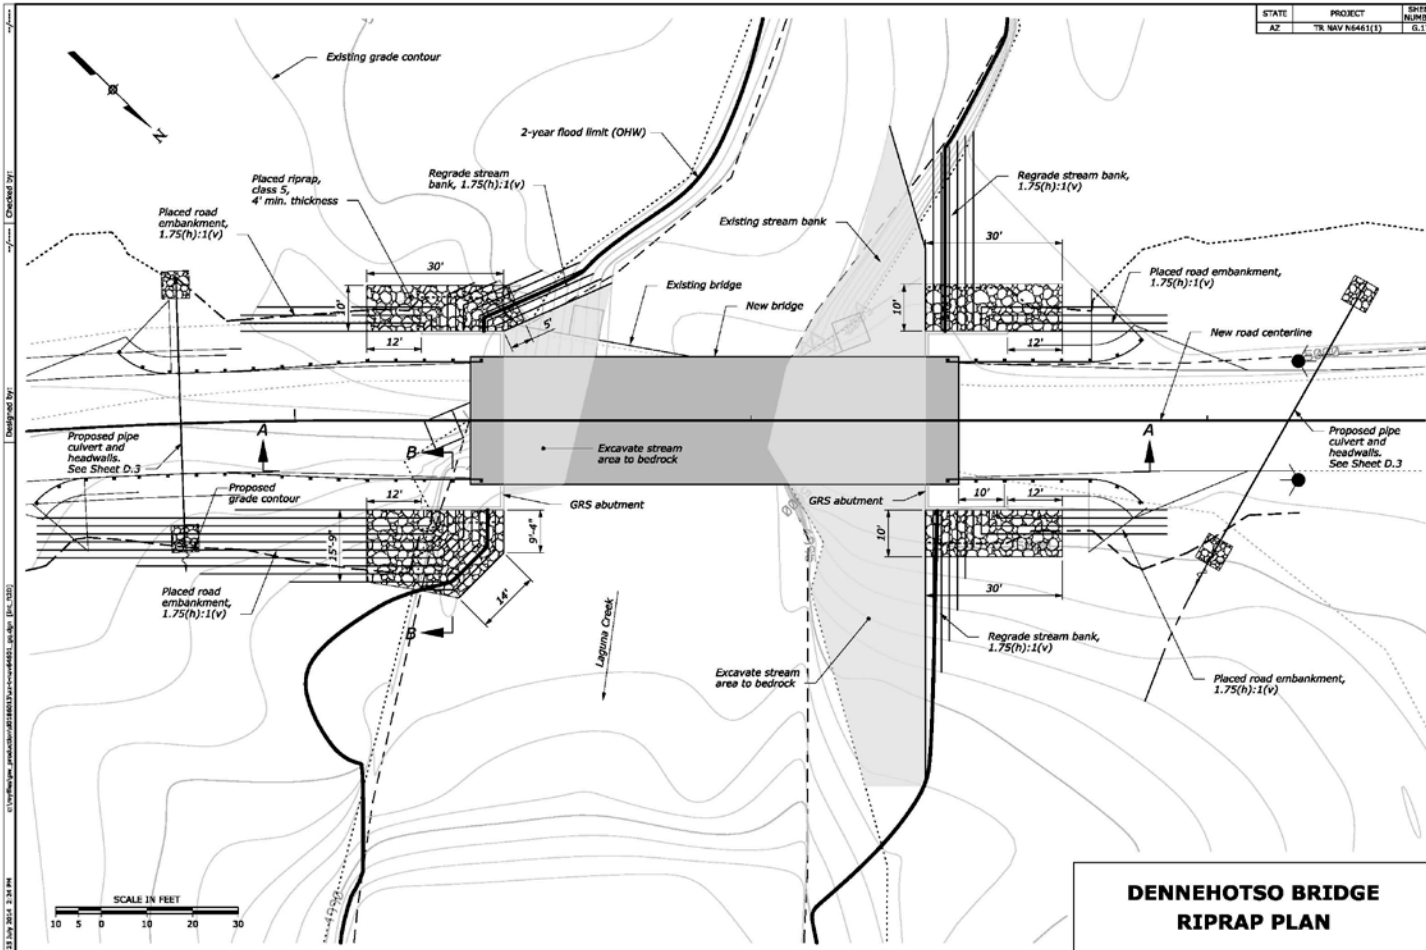 STATE
PROJECT
AZ
TR NAV N6461(1)
N
Existing grade contour
2-year flood limit (OHW)
Placed riprap,
class 5,
4' min. thickness
Regrade stream
bank, 1.75(h):1(v)
Placed road
embankment,
1.75(h):1(v)
30'
10'
12'
5'
Existing stream bank
Existing bridge
New bridge
Regrade stream bank,
1.75(h):1(v)
30'
10'
12'
Placed road embankment,
1.75(h):1(v)
New road centerline
Proposed pipe
culvert and
headwalls.
See Sheet D.3
A
B
Excavate stream
area to bedrock
A
Proposed pipe
culvert and
headwalls.
See Sheet D.3
Proposed
grade contour
12'
GRS abutment
GRS abutment
10'
12'
15'-9"
9'-4"
10'
14'
30'
Placed road
embankment,
1.75(h):1(v)
B
Laguna Creek
Regrade stream bank,
1.75(h):1(v)
Excavate stream
area to bedrock
Placed road embankment,
1.75(h):1(v)
SCALE IN FEET
10 5 0 10 20 30
DENNEHOTSO BRIDGE
RIPRAP PLAN
Checked by:
Designed by:
23 July 2014 2:24 PM